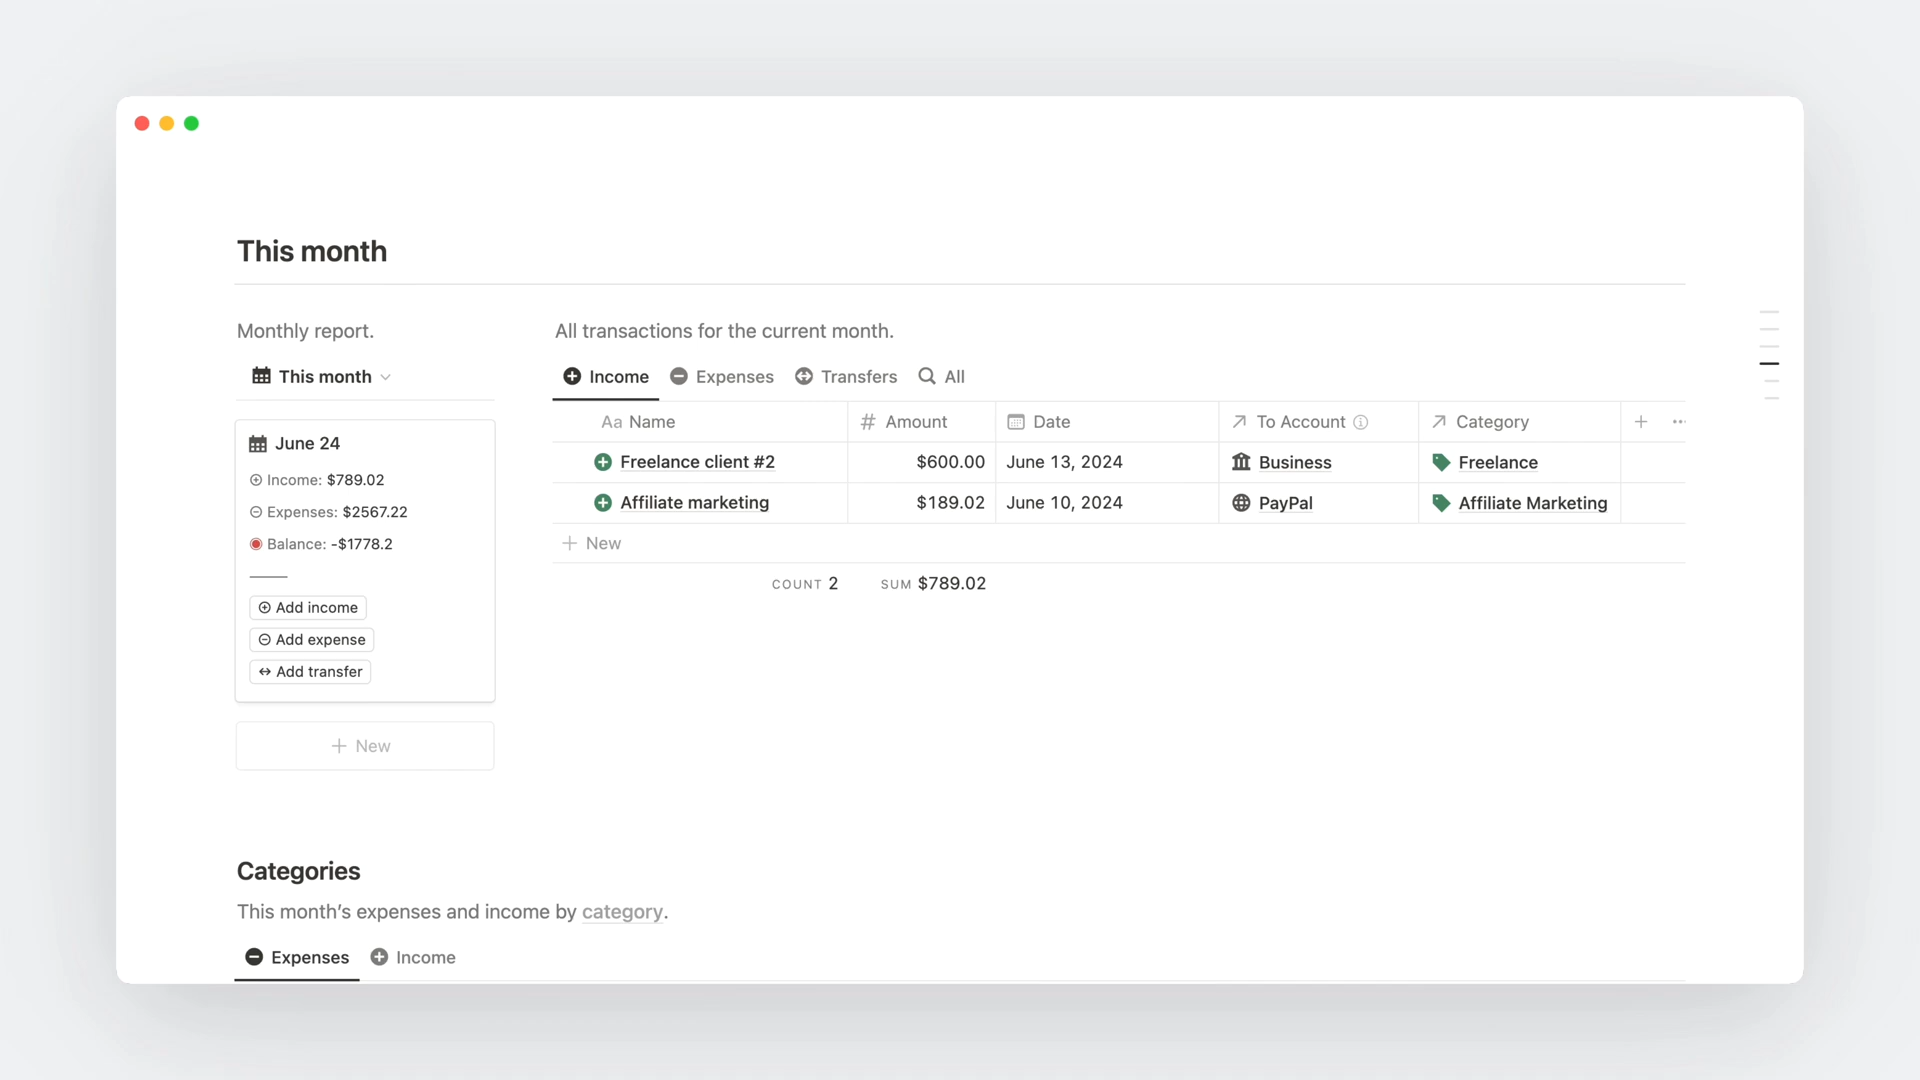 This month
Monthly report.
This month
June 24
Income: $789.02
Expenses: $2567.22
Balance: -$1778.2
Add income
Add expense
Add transfer
New
All transactions for the current month.
Income Expenses Transfers All
Aa Name # Amount Date To Account Category
Freelance client #2 $600.00 June 13, 2024 Business Freelance
Affiliate marketing $189.02 June 10, 2024 PayPal Affiliate Marketing
New
COUNT 2 SUM $789.02
Categories
This month’s expenses and income by category.
Expenses Income